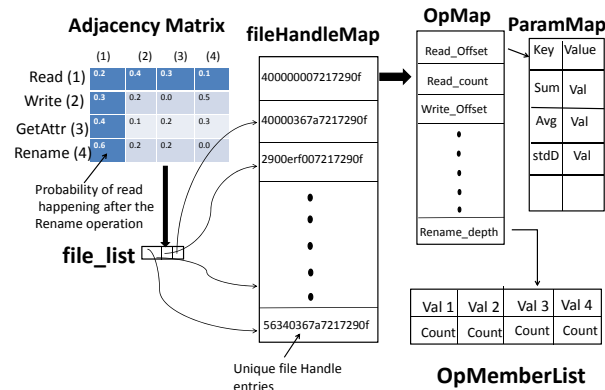 Adjacency Matrix
(1) (2) (3) (4)
Read (1) 0.2 0.4 0.3 0.1
Write (2) 0.3 0.2 0.0 0.5
GetAttr (3) 0.4 0.1 0.2 0.3
Rename (4) 0.6 0.2 0.2 0.0
Probability of read
happening after the
Rename operation
file_list
fileHandleMap
400000007217290f
40000367a7217290f
2900erf007217290f
56340367a7217290f
Unique file Handle
entries
OpMap
Read_Offset
Read_count
Write_Offset
Rename_depth
ParamMap
Key Value
Sum Val
Avg Val
stdD Val
Val 1 Val 2 Val 3 Val 4
Count Count Count Count
OpMemberList